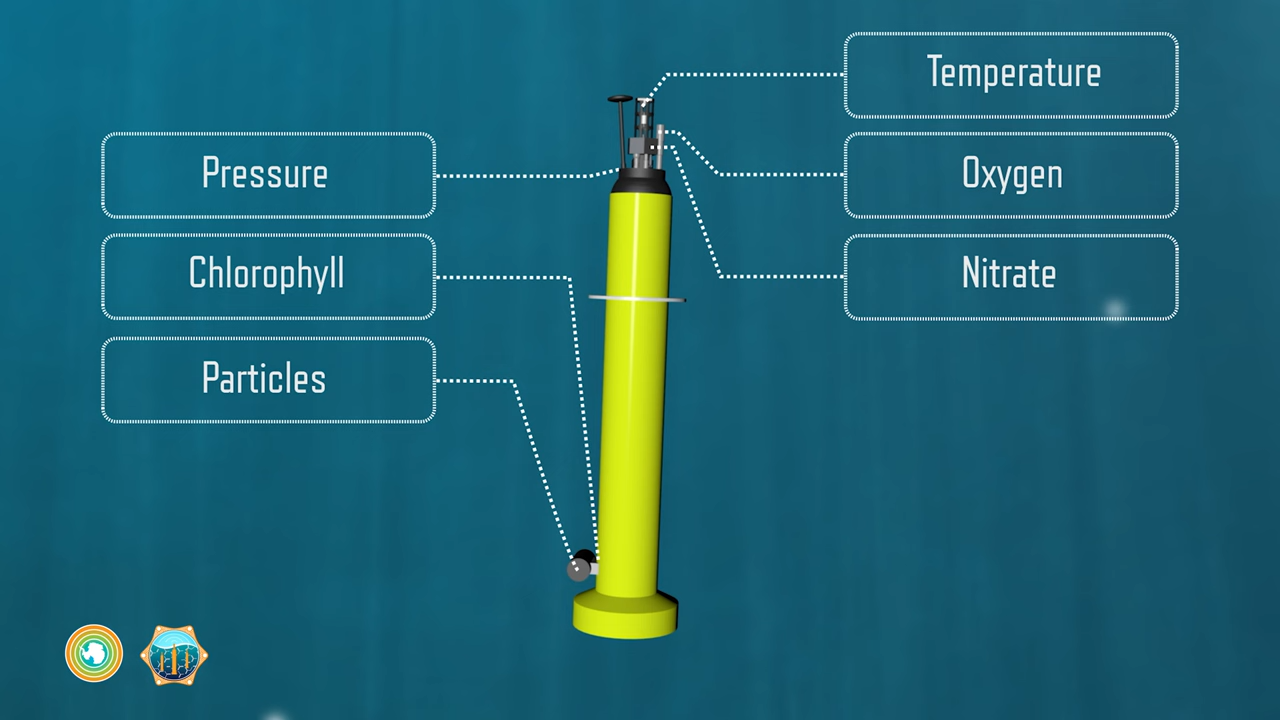 Temperature
Pressure
Oxygen
Chlorophyll
Nitrate
Particles